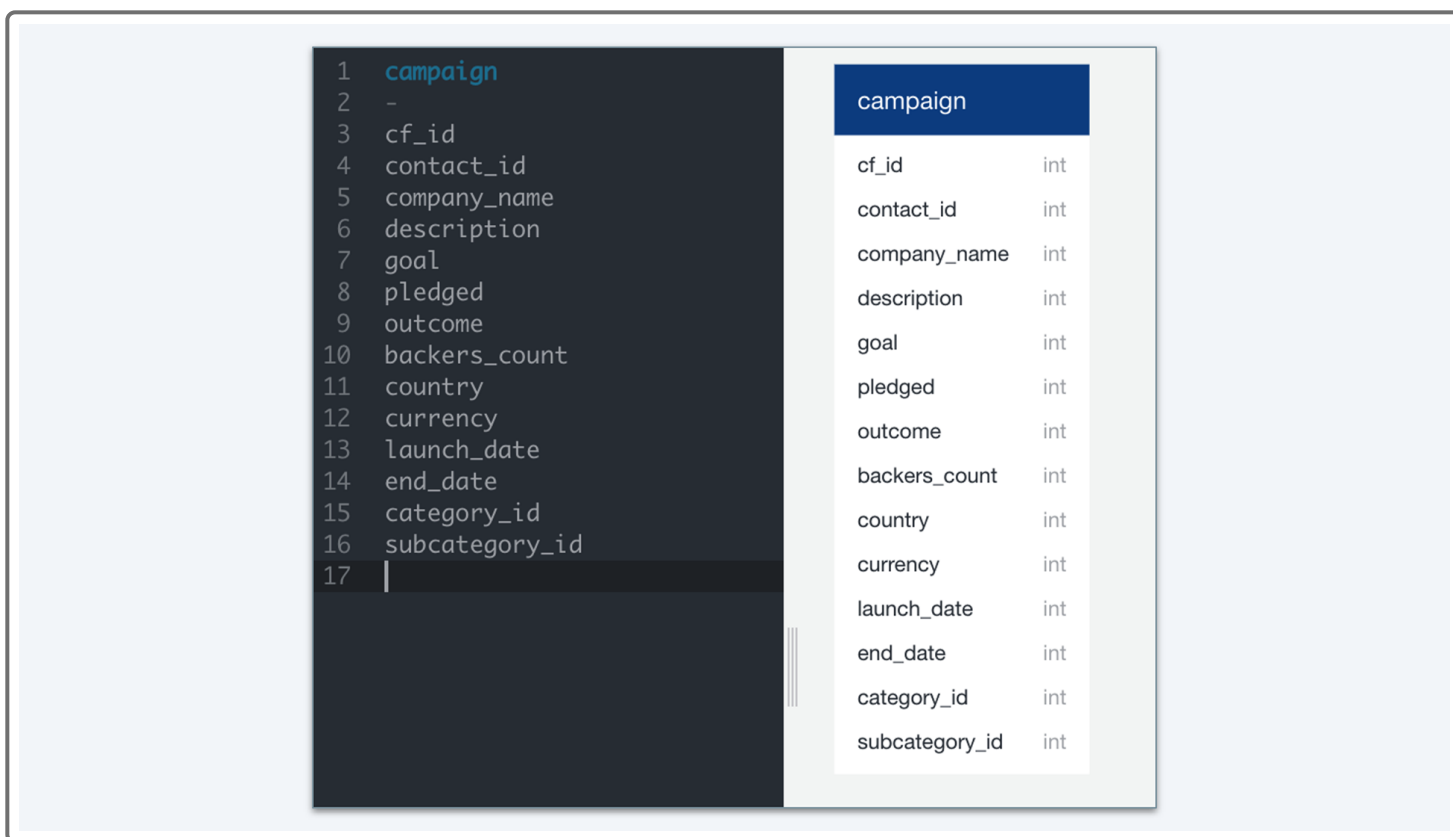 1 campaign
2 -
3 cf_id
4 contact_id
5 company_name
6 description
7 goal
8 pledged
9 outcome
10 backers_count
11 country
12 currency
13 launch_date
14 end_date
15 category_id
16 subcategory_id
17
campaign
cf_id int
contact_id int
company_name int
description int
goal int
pledged int
outcome int
backers_count int
country int
currency int
launch_date int
end_date int
category_id int
subcategory_id int